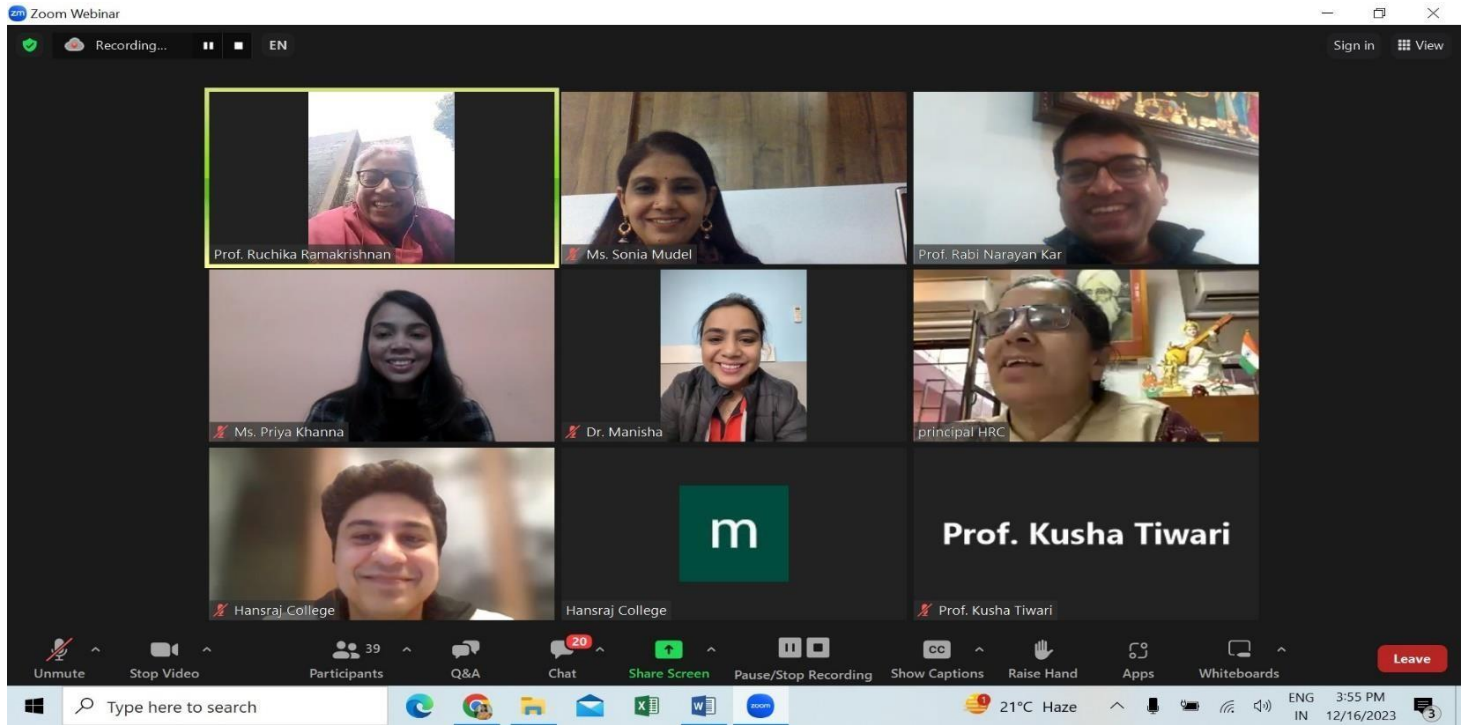 zm Zoom Webinar
Recording... EN
Sign in View
Prof. Ruchika Ramakrishnan
Ms. Sonia Mudel
Prof. Rabi Narayan Kar
Ms. Priya Khanna
Dr. Manisha
principal HRC
Hansraj College
m
Hansraj College
Prof. Kusha Tiwari
Prof. Kusha Tiwari
39 20 CC
Unmute Stop Video Participants Q&A Chat Share Screen Pause/Stop Recording Show Captions Raise Hand Apps Whiteboards Leave
Type here to search zoom 21°C Haze ENG 3:55 PM
IN 12/16/2023 3